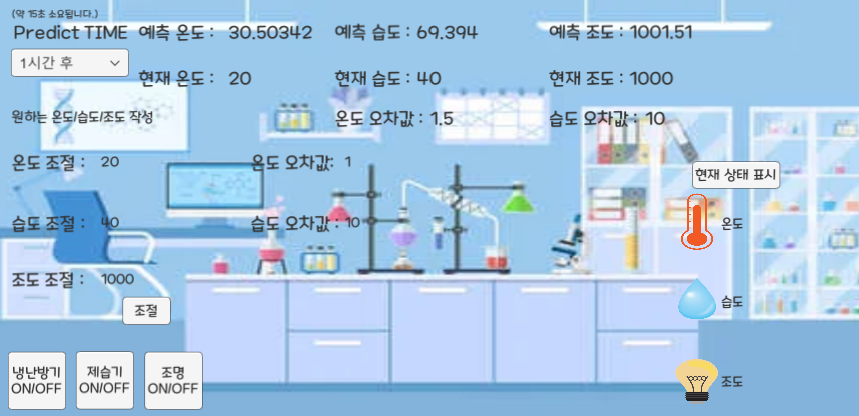 (약 15초 소요됩니다.)
Predict TIME 예측 온도 : 30.50342 예측 습도 : 69.394 예측 조도 : 1001.51
1시간 후
현재 온도 : 20 현재 습도 : 40 현재 조도 : 1000
원하는 온도/습도/조도 작성 온도 오차값 : 1.5 습도 오차값 : 10
온도 조절 : 20 온도 오차값: 1
현재 상태 표시
습도 조절 : 40 습도 오차값 : 10
온도
조도 조절 : 1000
습도
조절
냉난방기
ON/OFF
제습기
ON/OFF
조명
ON/OFF
조도